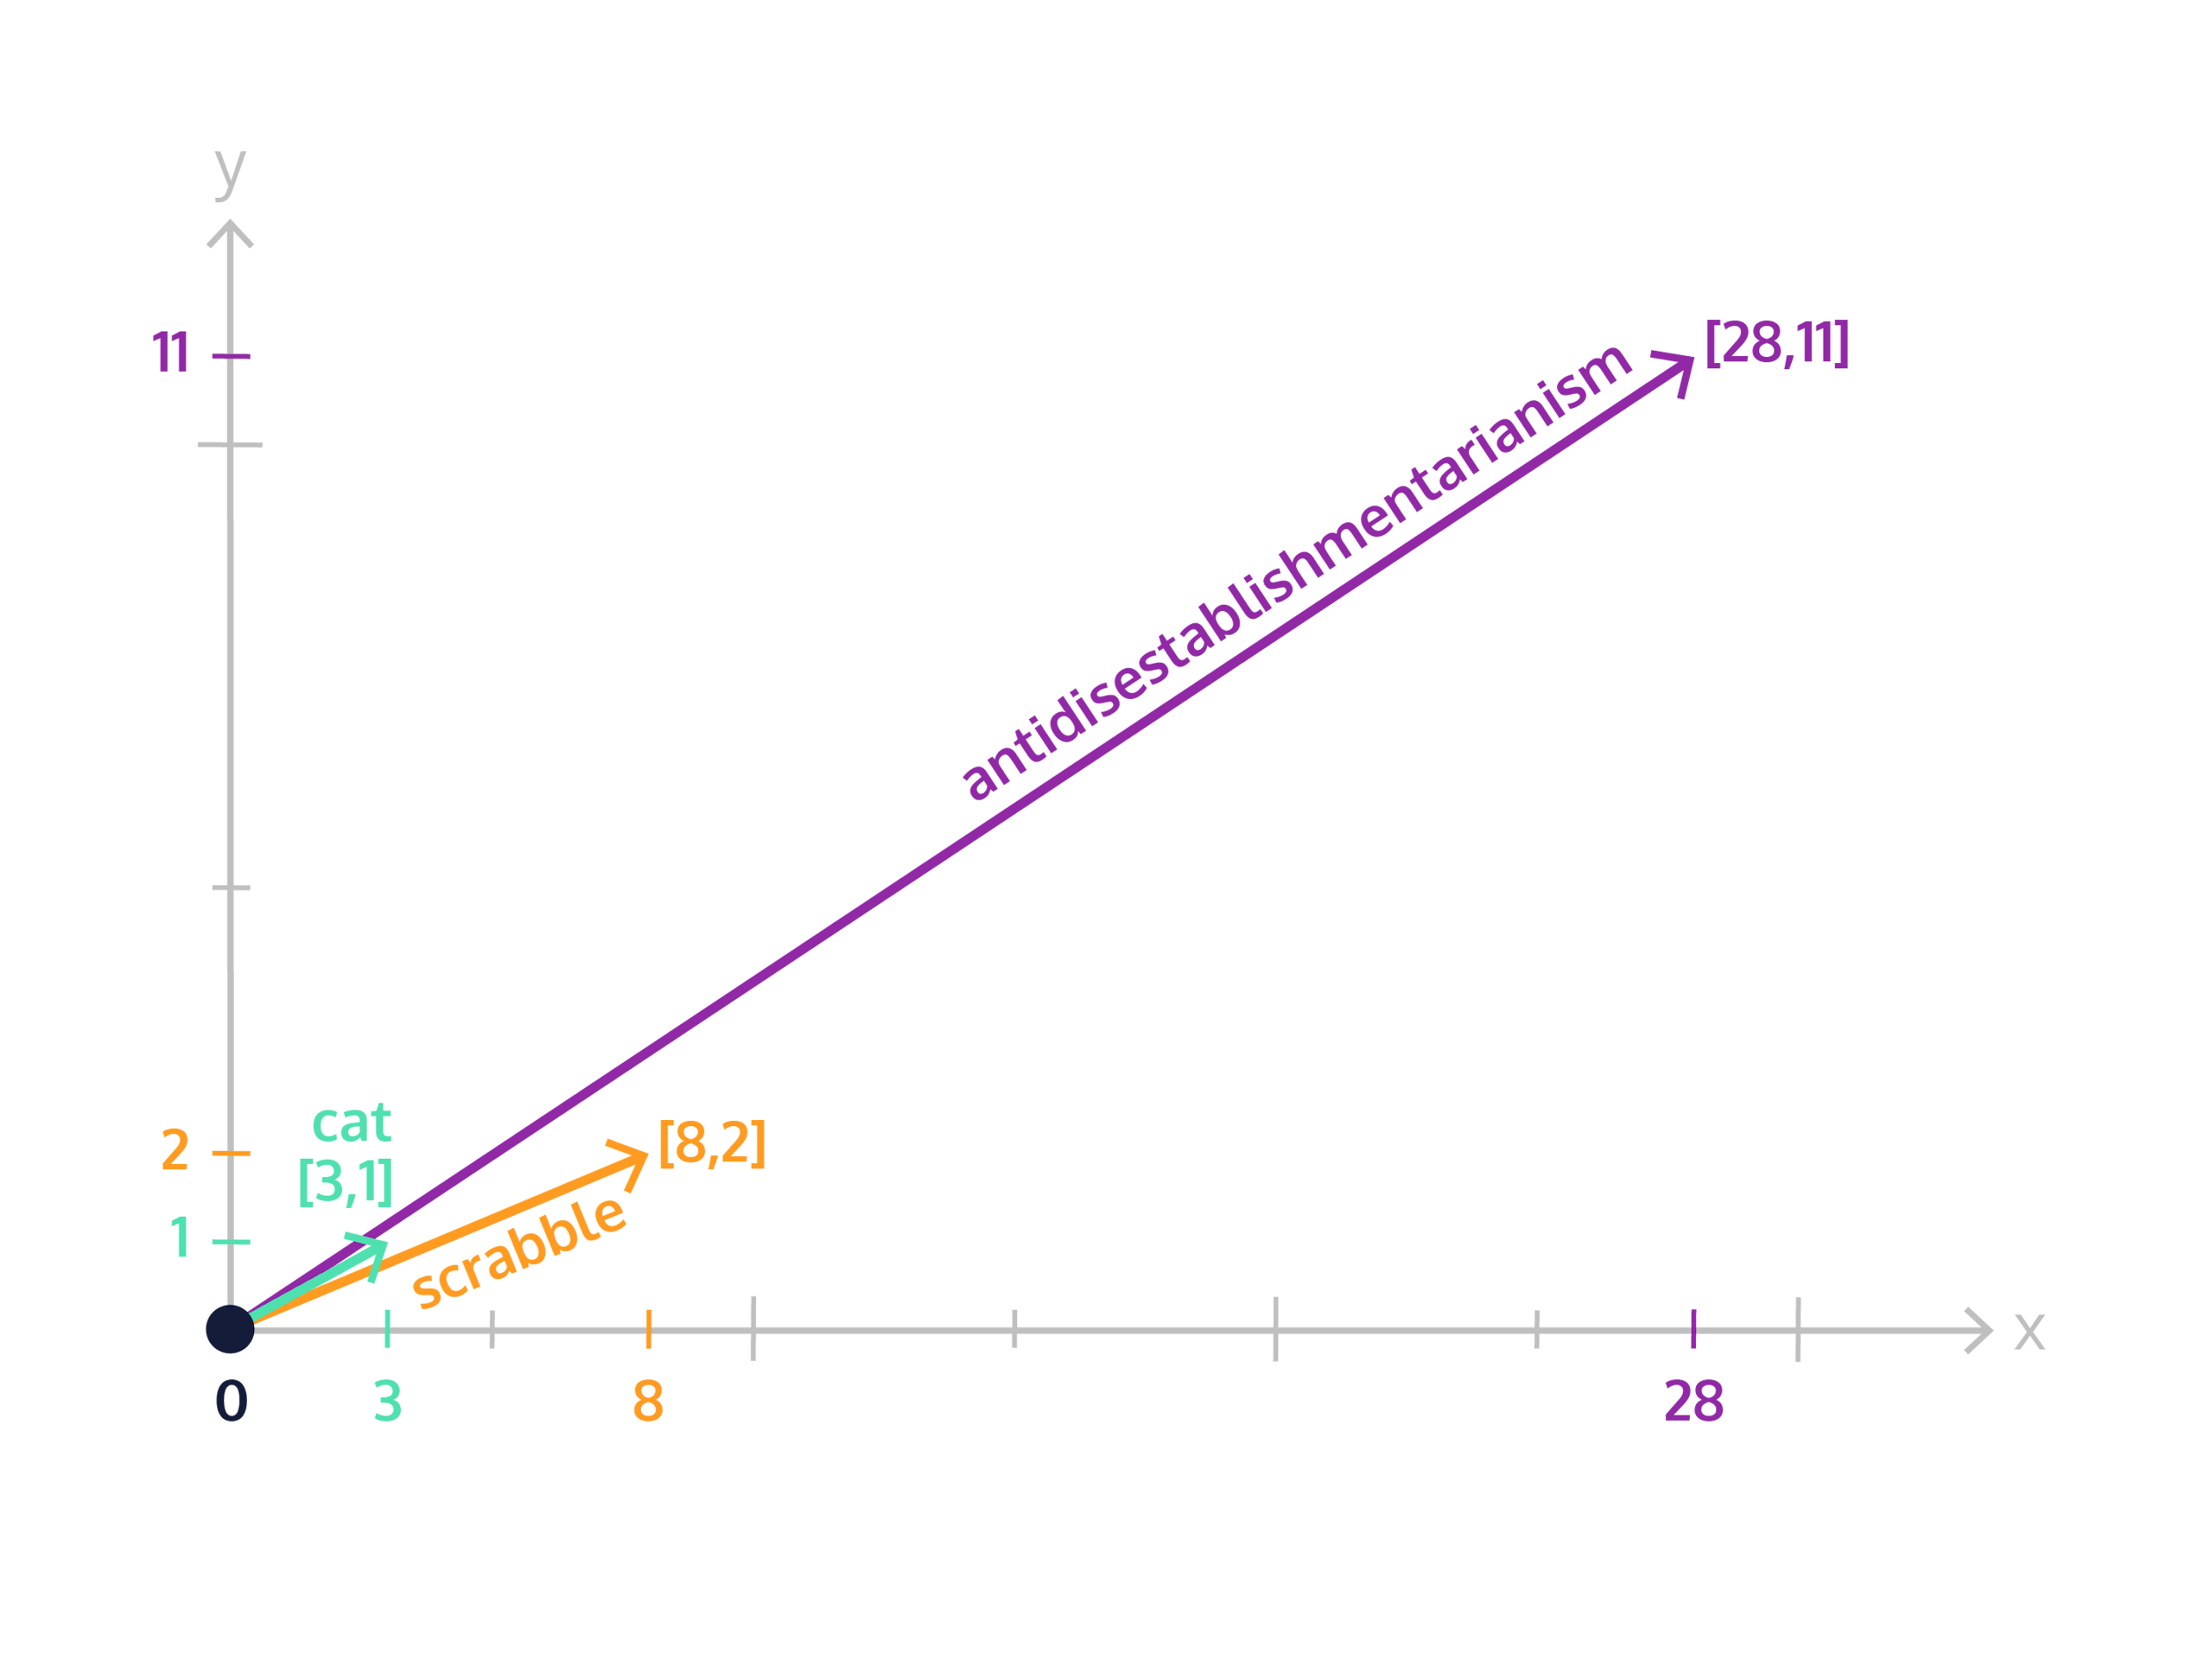 y
11
[28,11]
antidisestablishmentarianism
cat
[3,1]
2
[8,2]
scrabble
1
x
0
3
8
28